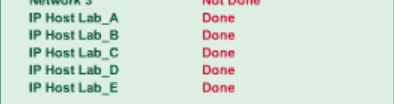 Network 3 Not Done
IP Host Lab_A Done
IP Host Lab_B Done
IP Host Lab_C Done
IP Host Lab_D Done
IP Host Lab_E Done